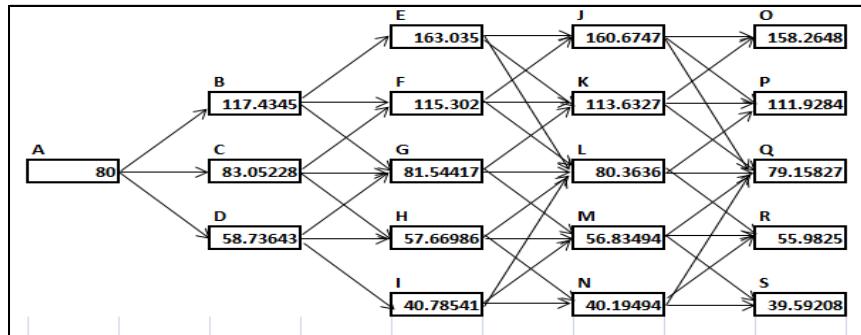 E J O
163.035 160.6747 158.2648
B F K P
117.4345 115.302 113.6327 111.9284
A C G L Q
80 83.05228 81.54417 80.3636 79.15827
D H M R
58.73643 57.66986 56.83494 55.9825
I N S
40.78541 40.19494 39.59208